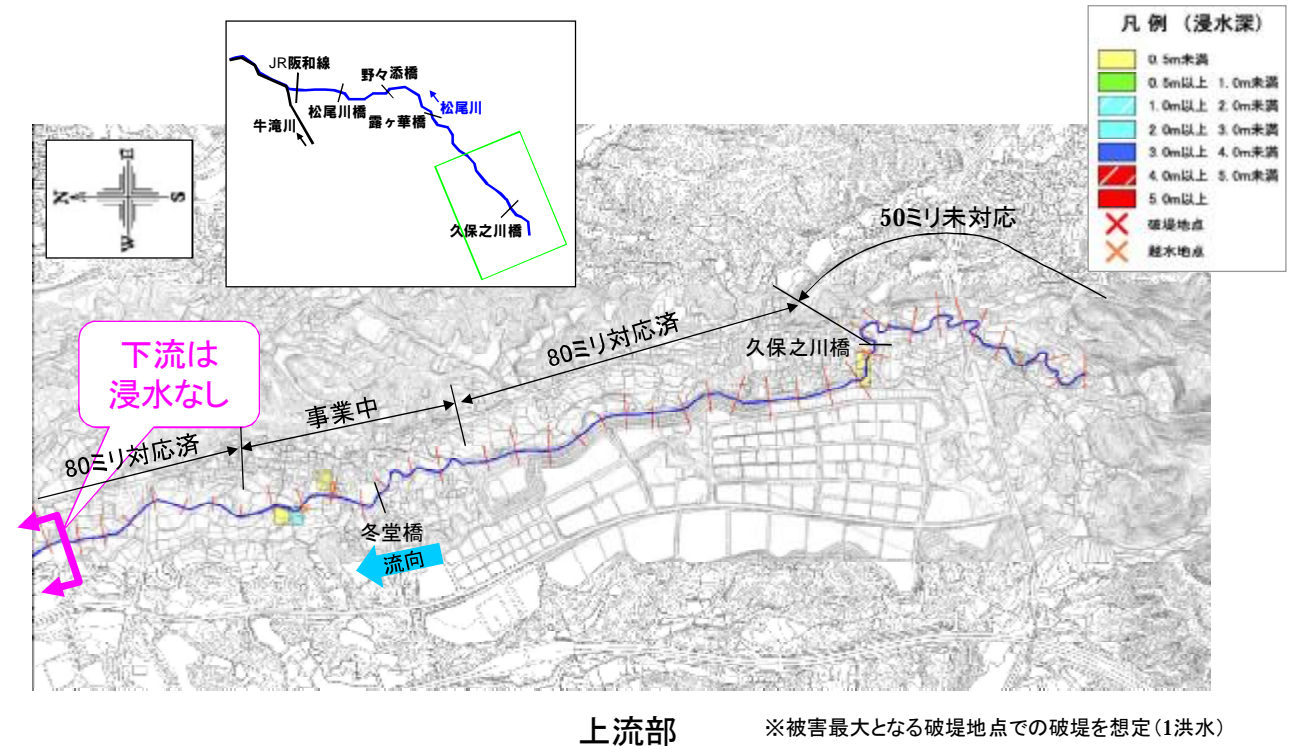 凡 例 (浸水深)
0.5m未満
0.5m以上 1.0m未満
1.0m以上 2.0m未満
2.0m以上 3.0m未満
3.0m以上 4.0m未満
4.0m以上 5.0m未満
5.0m以上
破堤地点
越水地点
JR阪和線
野々添橋
松尾川
松尾川橋
露ヶ華橋
牛滝川
久保之川橋
E
N
S
W
50ミリ未対応
80ミリ対応済
久保之川橋
下流は
浸水なし
事業中
80ミリ対応済
冬堂橋
流向
上流部
※被害最大となる破堤地点での破堤を想定(1洪水)